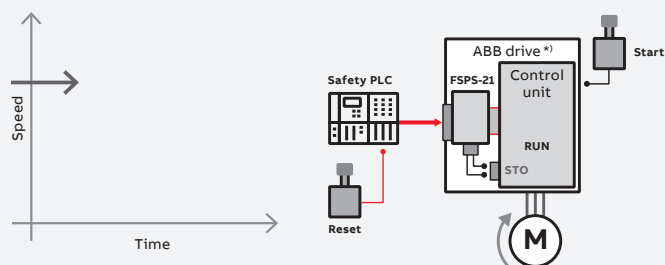 Speed
Time
Safety PLC
Reset
ABB drive *)
FSPS-21
Control
unit
RUN
STO
Start
M